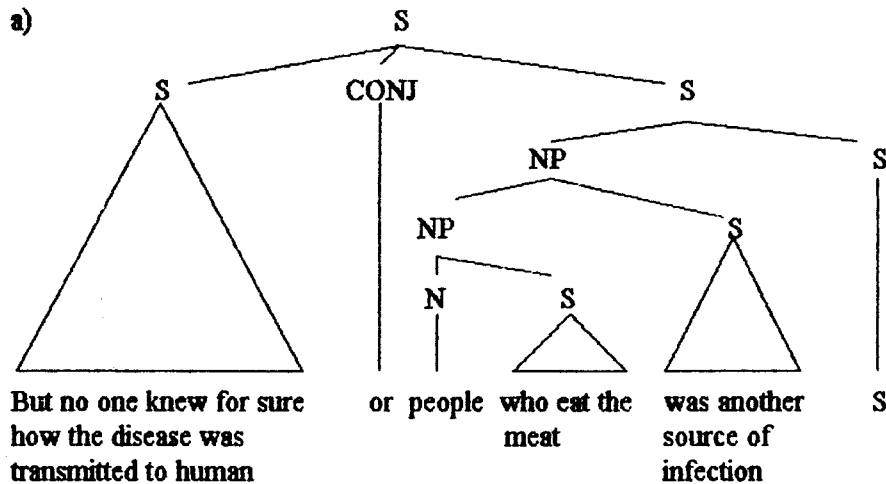 a) S
S CONJ S
NP S
NP S
N S
But no one knew for sure or people who eat the was another S
how the disease was meat source of
transmitted to human infection